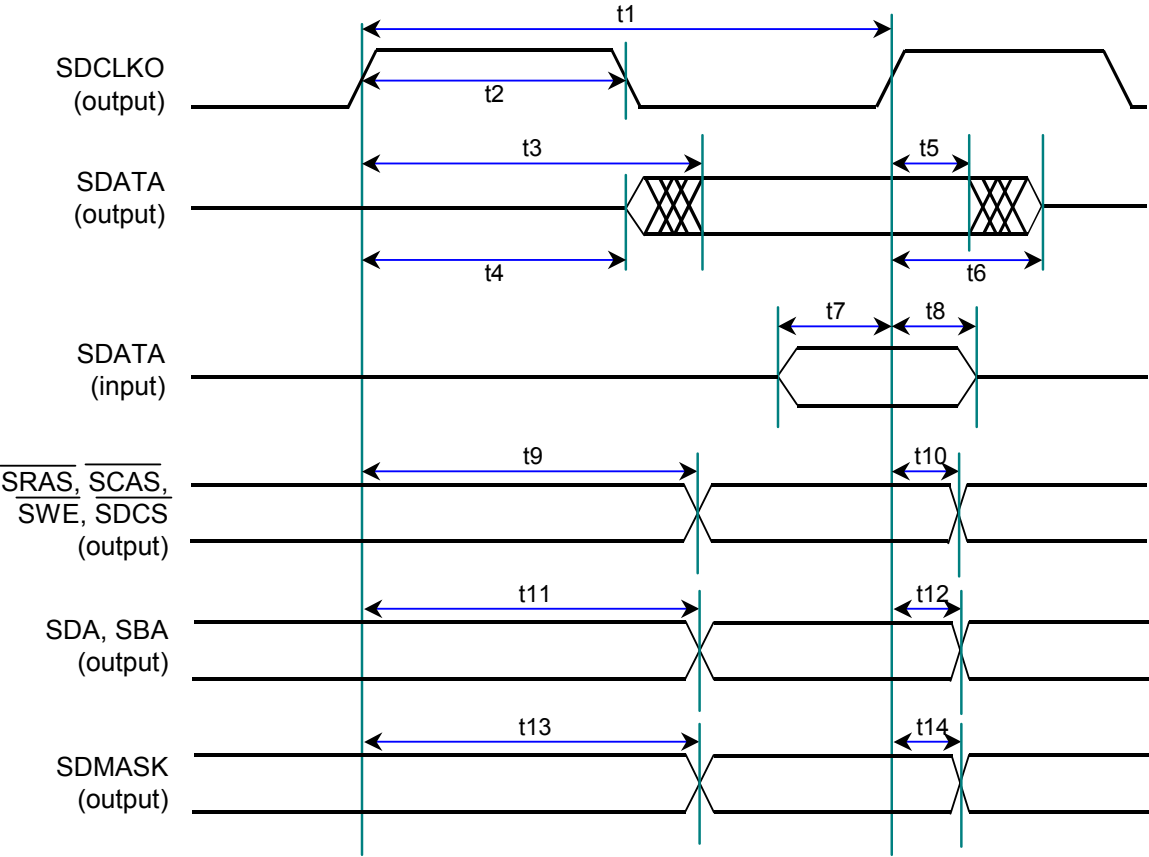 t1
SDCLKO
(output)
t2
t3
t5
SDATA
(output)
t4
t6
t7
t8
SDATA
(input)
t9
t10
SRAS, SCAS,
SWE, SDCS
(output)
t11
t12
SDA, SBA
(output)
t13
t14
SDMASK
(output)